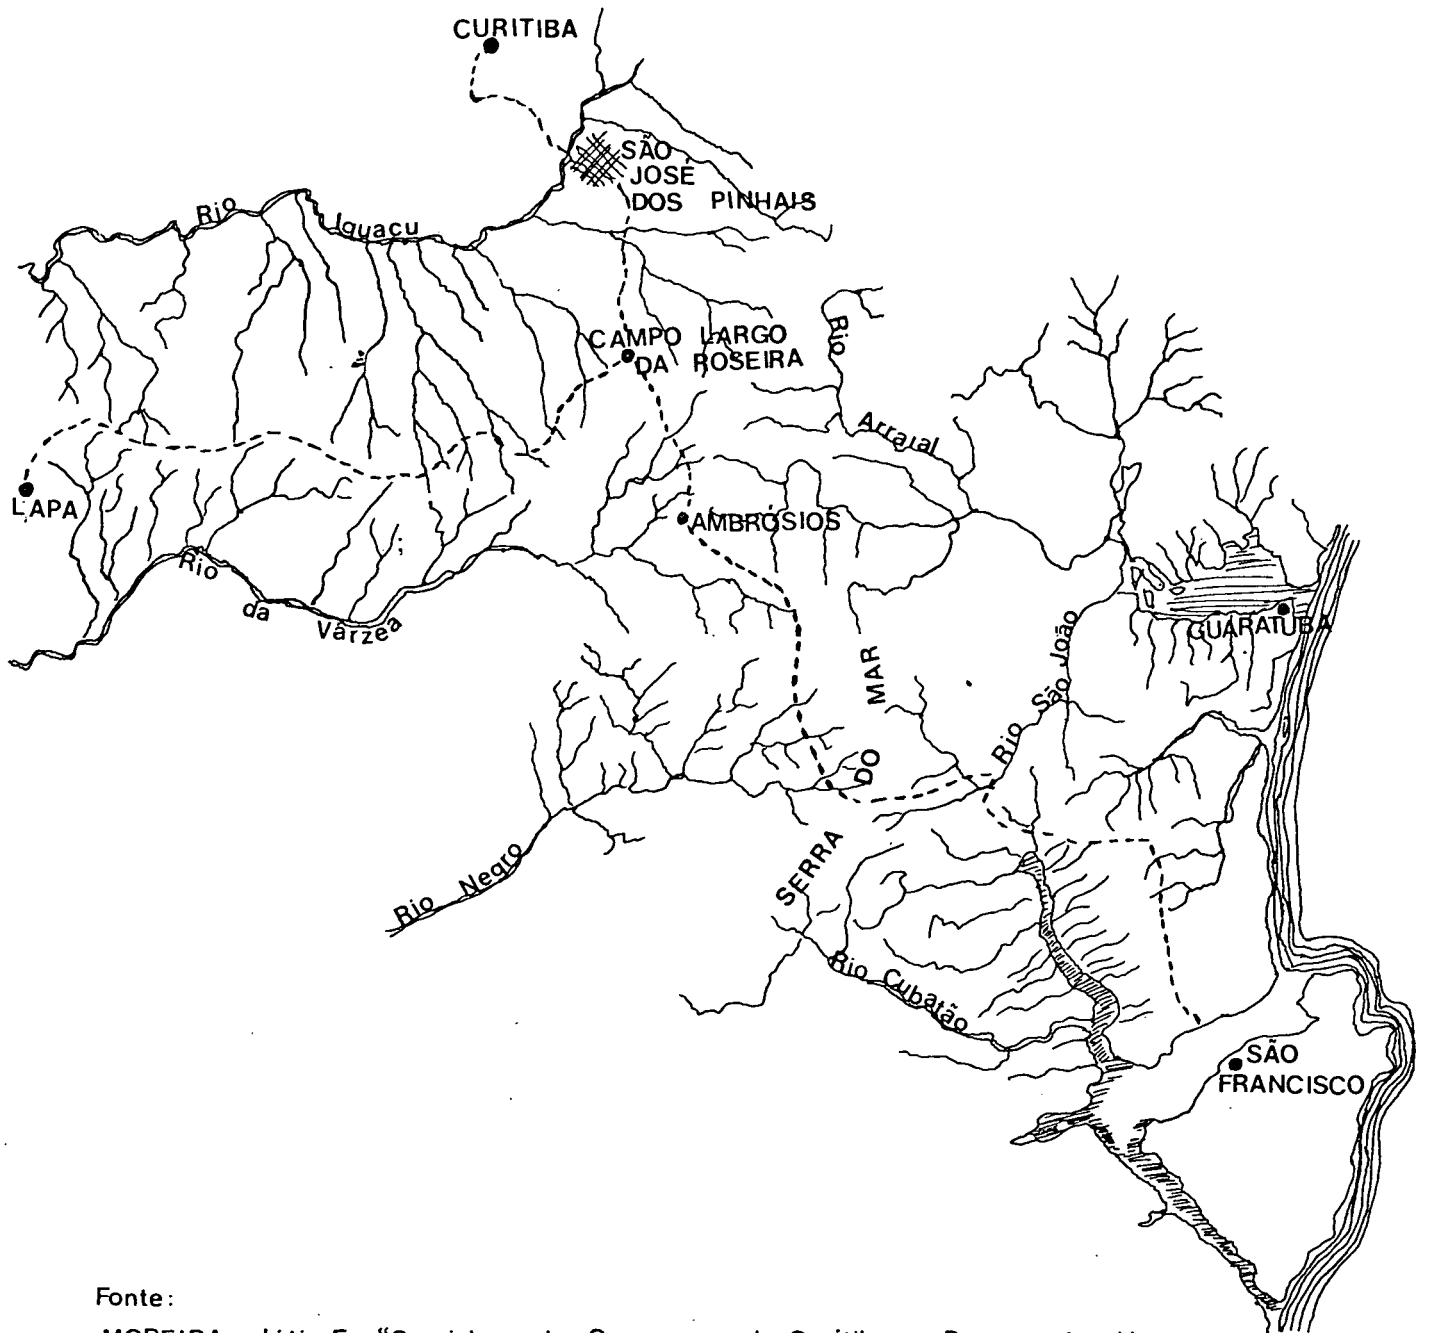 CURITIBA
SÃO
JOSÉ
DOS PINHAIS
Rio
Iguaçu
CAMPO LARGO
DA ROSEIRA
Rio
Arraial
LAPA
AMBRÓSIOS
Rio
da
Várzea
GUARATUBA
Rio São João
SERRA
DO
MAR
Rio Negro
Rio Cubatão
SÃO
FRANCISCO
Fonte: